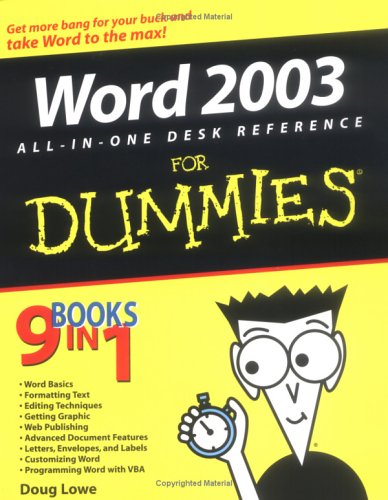 Copyrighted Material
Get more bang for your buck and
take Word to the max!
Word 2003
ALL-IN-ONE DESK REFERENCE
FOR
DUMMIES®
9 BOOKS
IN 1
• Word Basics
• Formatting Text
• Editing Techniques
• Getting Graphic
• Web Publishing
• Advanced Document Features
• Letters, Envelopes, and Labels
• Customizing Word
• Programming Word with VBA
Doug Lowe
Copyrighted Material